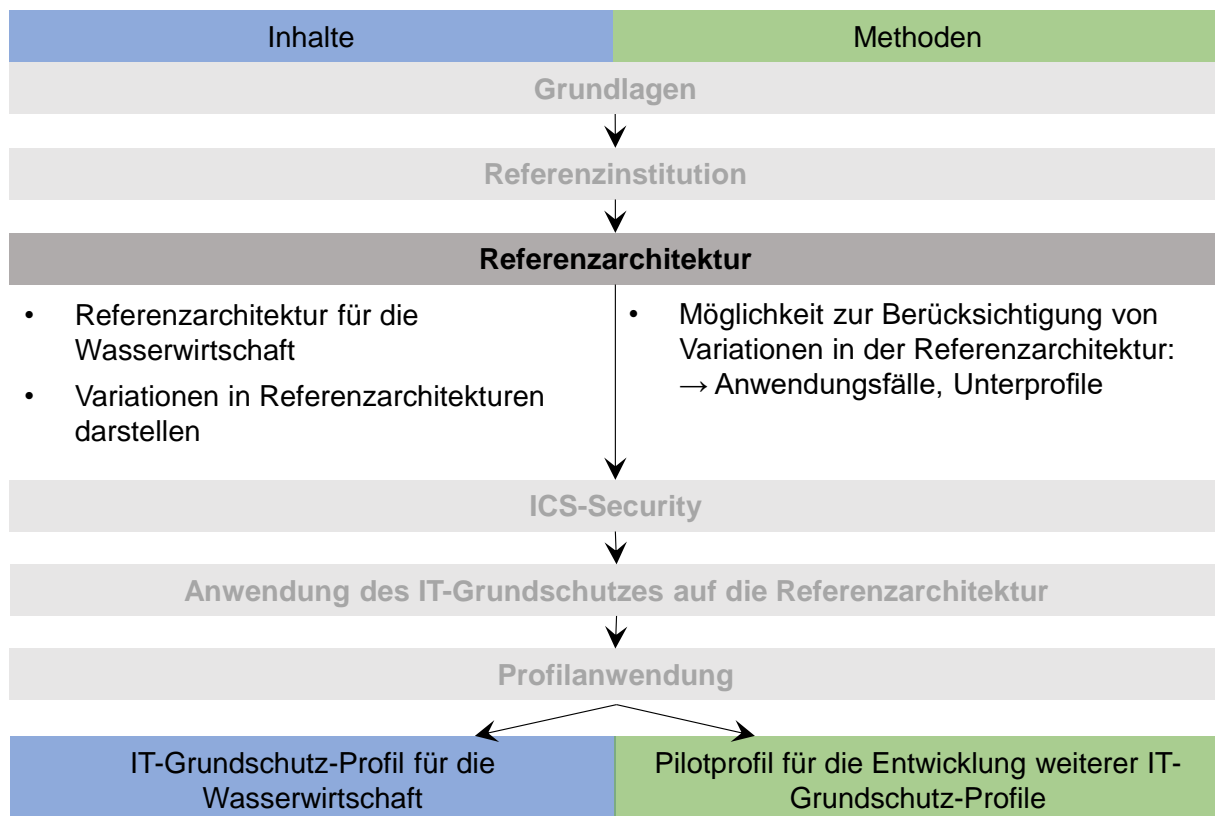 Inhalte
Methoden
Grundlagen
Referenzinstitution
Referenzarchitektur
• Referenzarchitektur für die
Wasserwirtschaft
• Variationen in Referenzarchitekturen
darstellen
• Möglichkeit zur Berücksichtigung von
Variationen in der Referenzarchitektur:
→ Anwendungsfälle, Unterprofile
ICS-Security
Anwendung des IT-Grundschutzes auf die Referenzarchitektur
Profilanwendung
IT-Grundschutz-Profil für die
Wasserwirtschaft
Pilotprofil für die Entwicklung weiterer IT-
Grundschutz-Profile